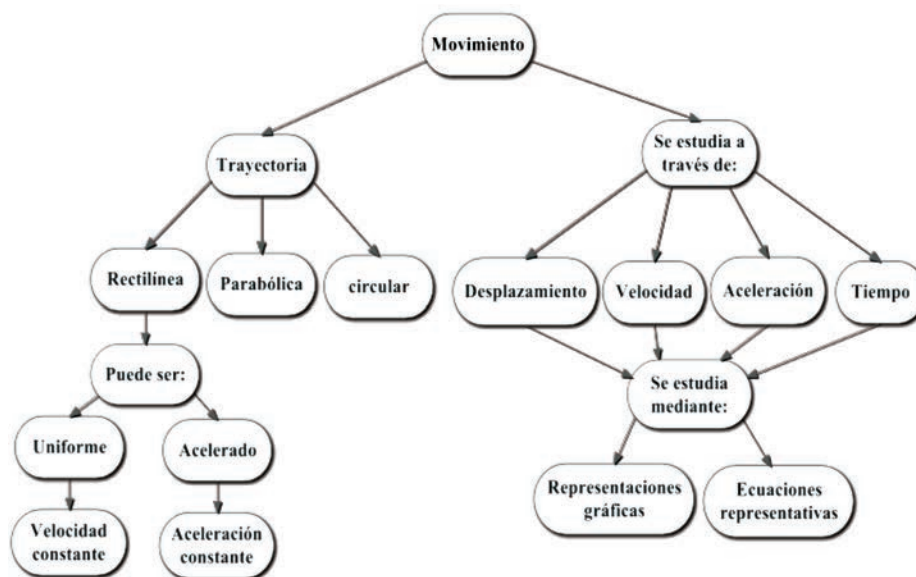 Movimiento
Trayectoria
Se estudia a
través de:
Rectilínea
Parabólica
circular
Desplazamiento
Velocidad
Aceleración
Tiempo
Puede ser:
Se estudia
mediante:
Uniforme
Acelerado
Representaciones
gráficas
Ecuaciones
representativas
Velocidad
constante
Aceleración
constante